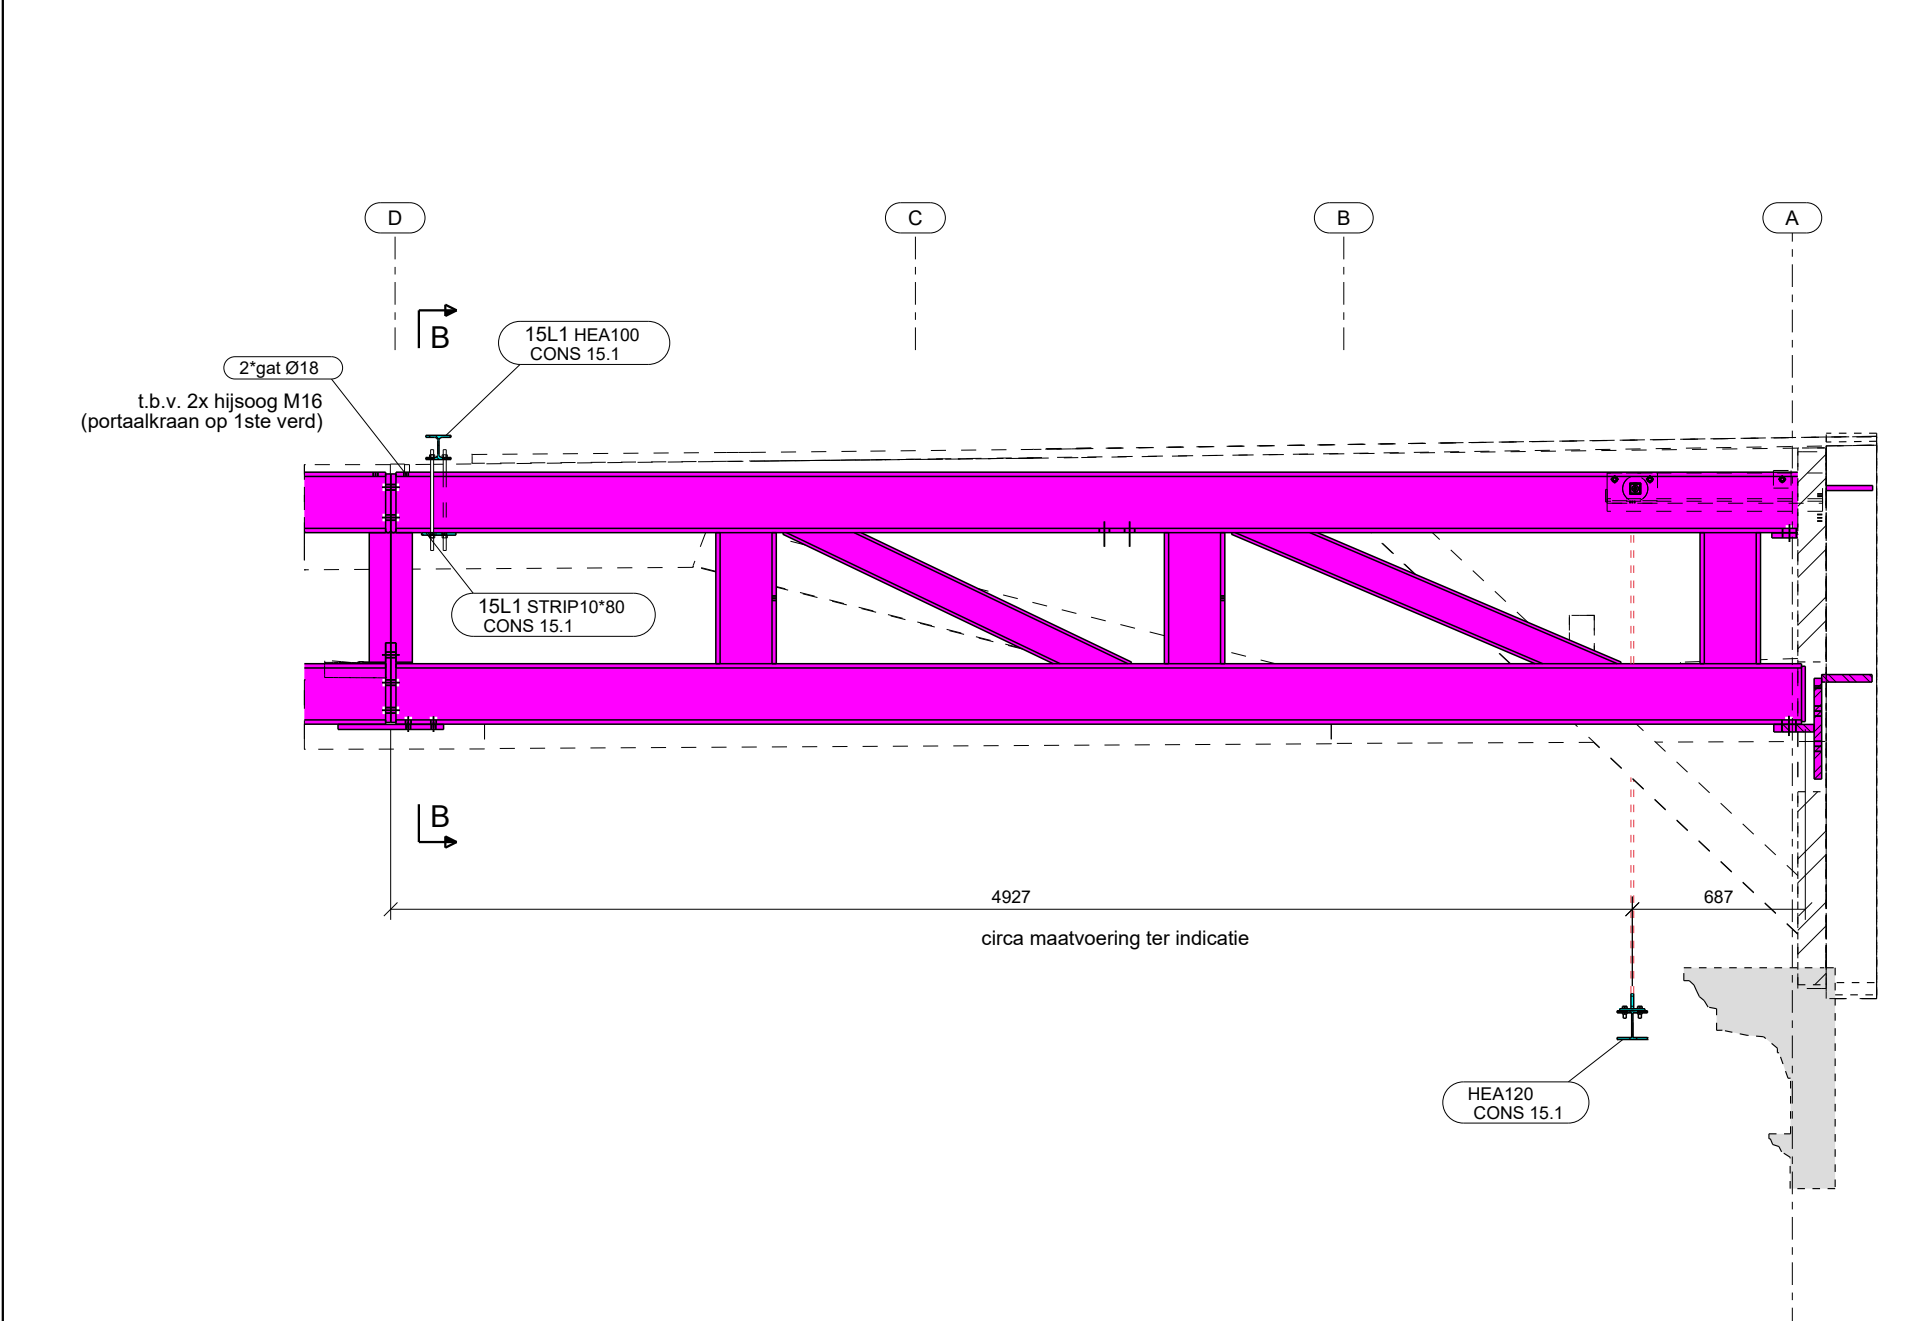 D
C
B
A
B
15L1 HEA100
CONS 15.1
2*gat Ø18
t.b.v. 2x hijsoog M16
(portaalkraan op 1ste verd)
15L1 STRIP10*80
CONS 15.1
B
4927
687
circa maatvoering ter indicatie
HEA120
CONS 15.1